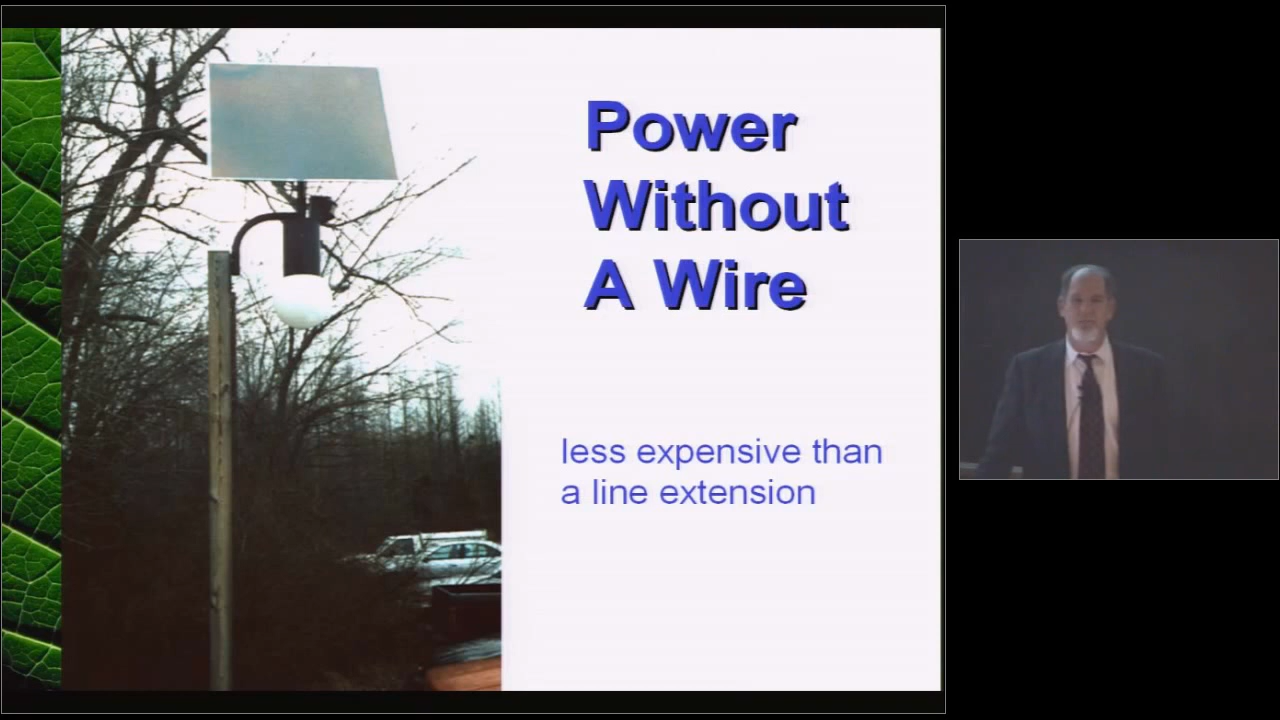 Power
Without
A Wire
less expensive than
a line extension